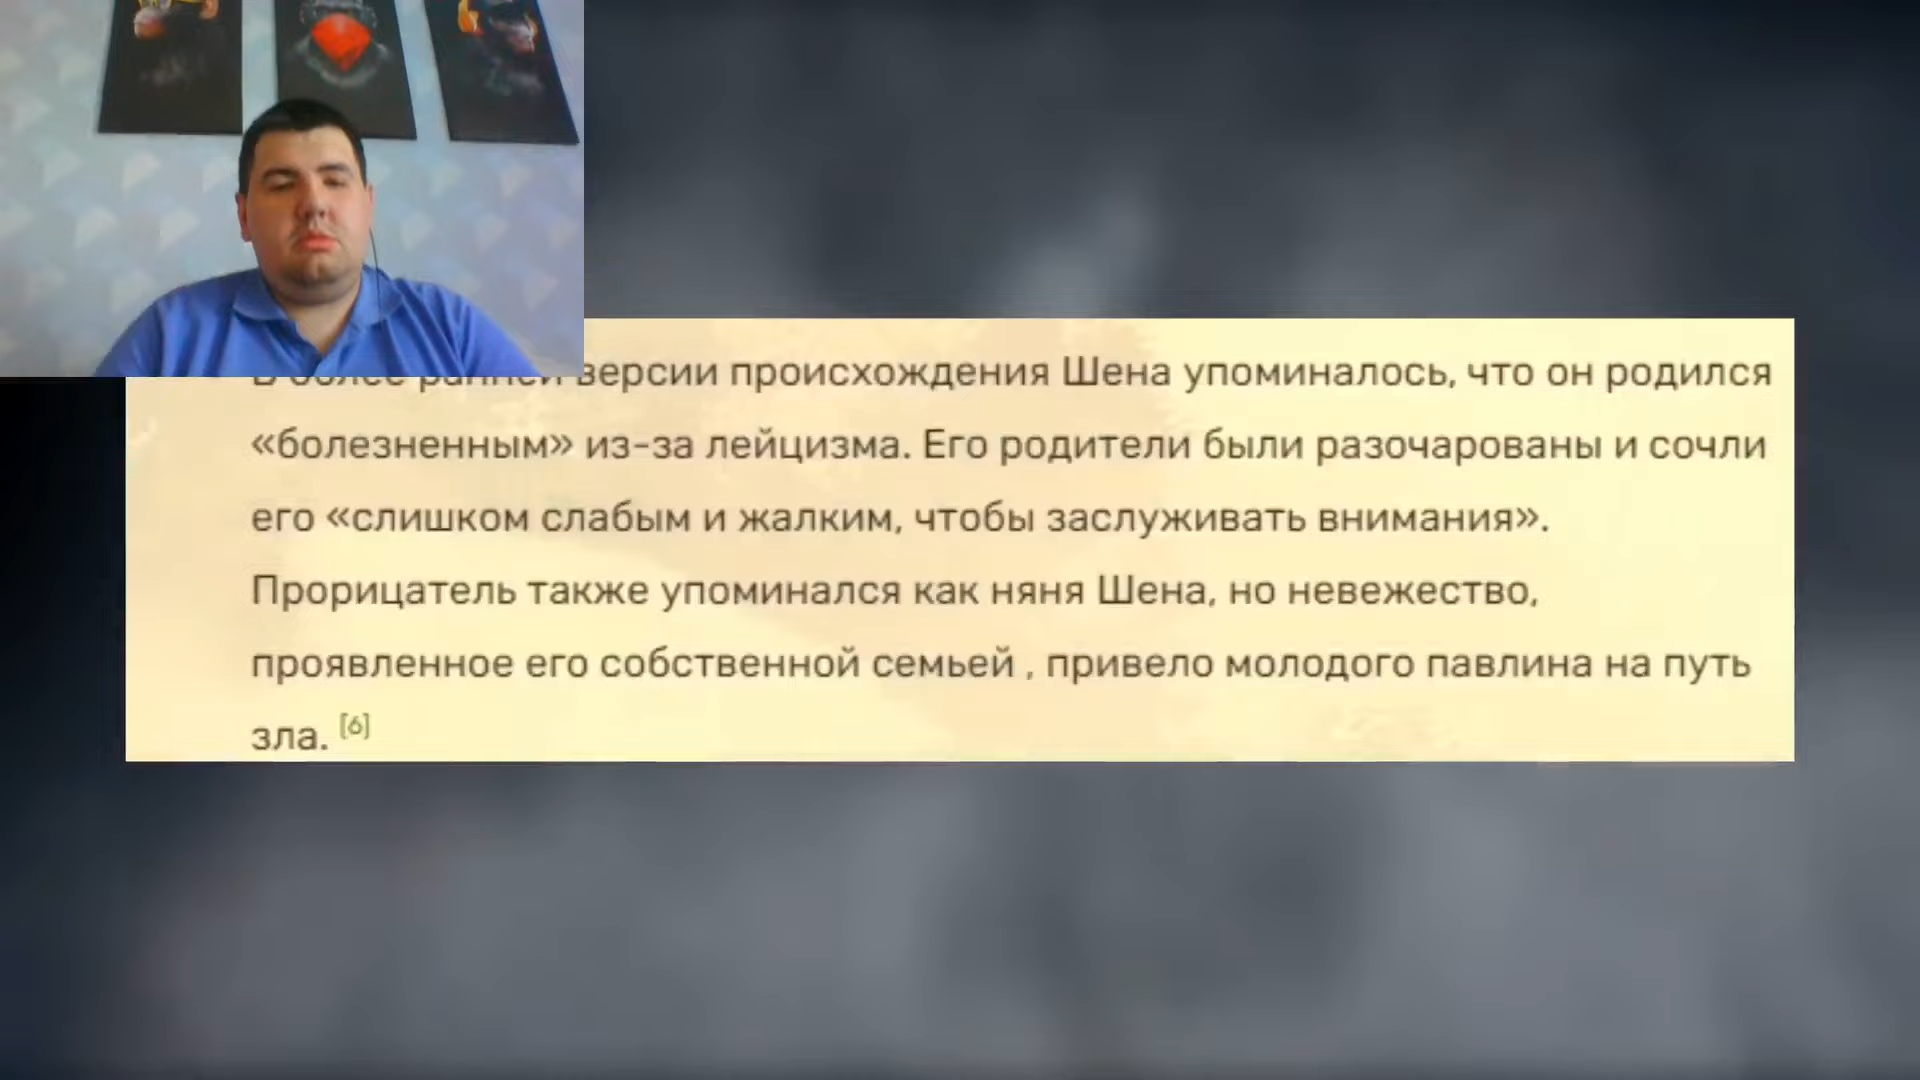 В более ранней версии происхождения Шена упоминалось, что он родился
«болезненным» из-за лейцизма. Его родители были разочарованы и сочли
его «слишком слабым и жалким, чтобы заслуживать внимания».
Прорицатель также упоминался как няня Шена, но невежество,
проявленное его собственной семьей , привело молодого павлина на путь
зла. [6]